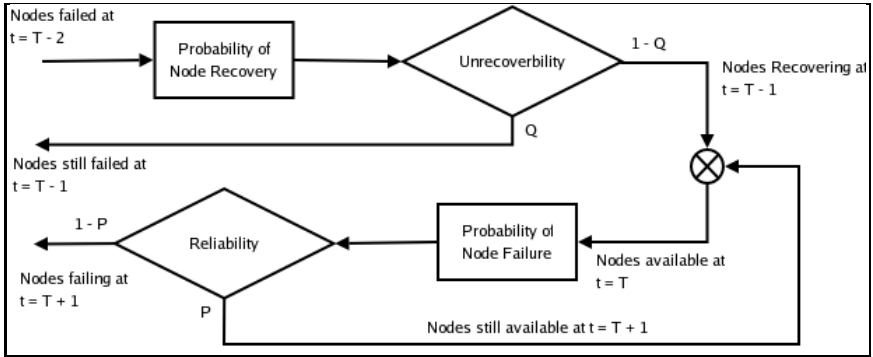 Nodes failed at
t = T - 2
Probability of
Node Recovery
Unrecoverbility
1 - Q
Nodes Recovering at
t = T - 1
Q
Nodes still failed at
t = T - 1
1 - P
Reliability
Probability of
Node Failure
Nodes available at
t = T
Nodes failing at
t = T + 1
P
Nodes still available at t = T + 1